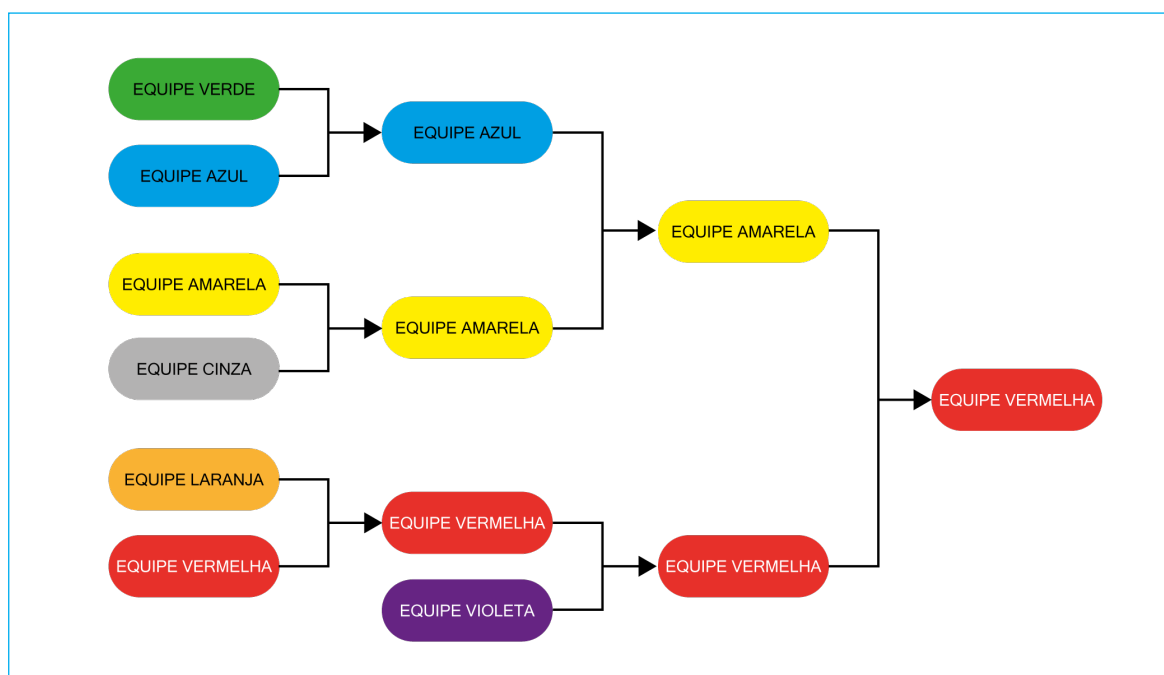 EQUIPE VERDE
EQUIPE AZUL
EQUIPE AMARELA
EQUIPE CINZA
EQUIPE LARANJA
EQUIPE VERMELHA
EQUIPE AZUL
EQUIPE AMARELA
EQUIPE VERMELHA
EQUIPE VIOLETA
EQUIPE AMARELA
EQUIPE VERMELHA
EQUIPE VERMELHA